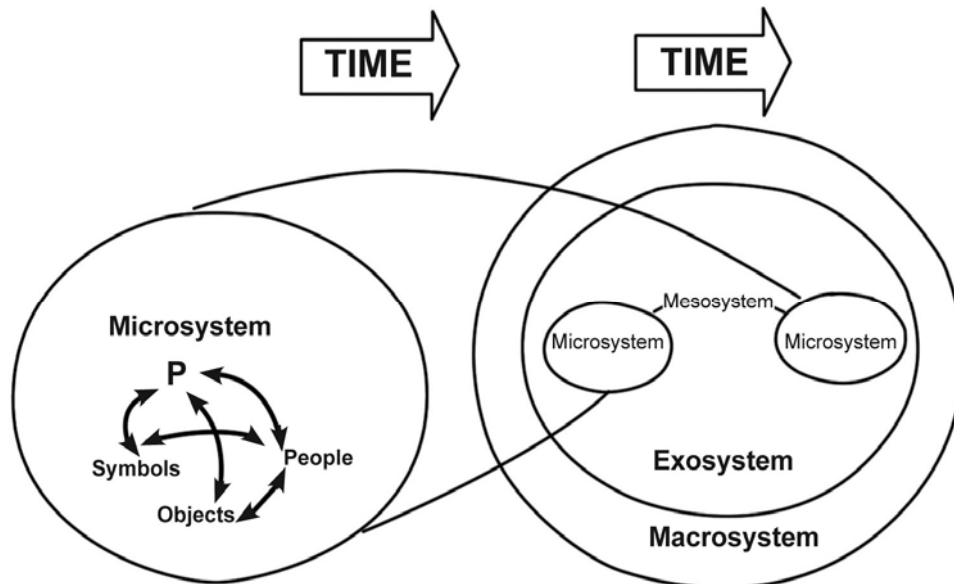 TIME
TIME
Microsystem
P
Symbols
People
Objects
Mesosystem
Microsystem
Microsystem
Exosystem
Macrosystem